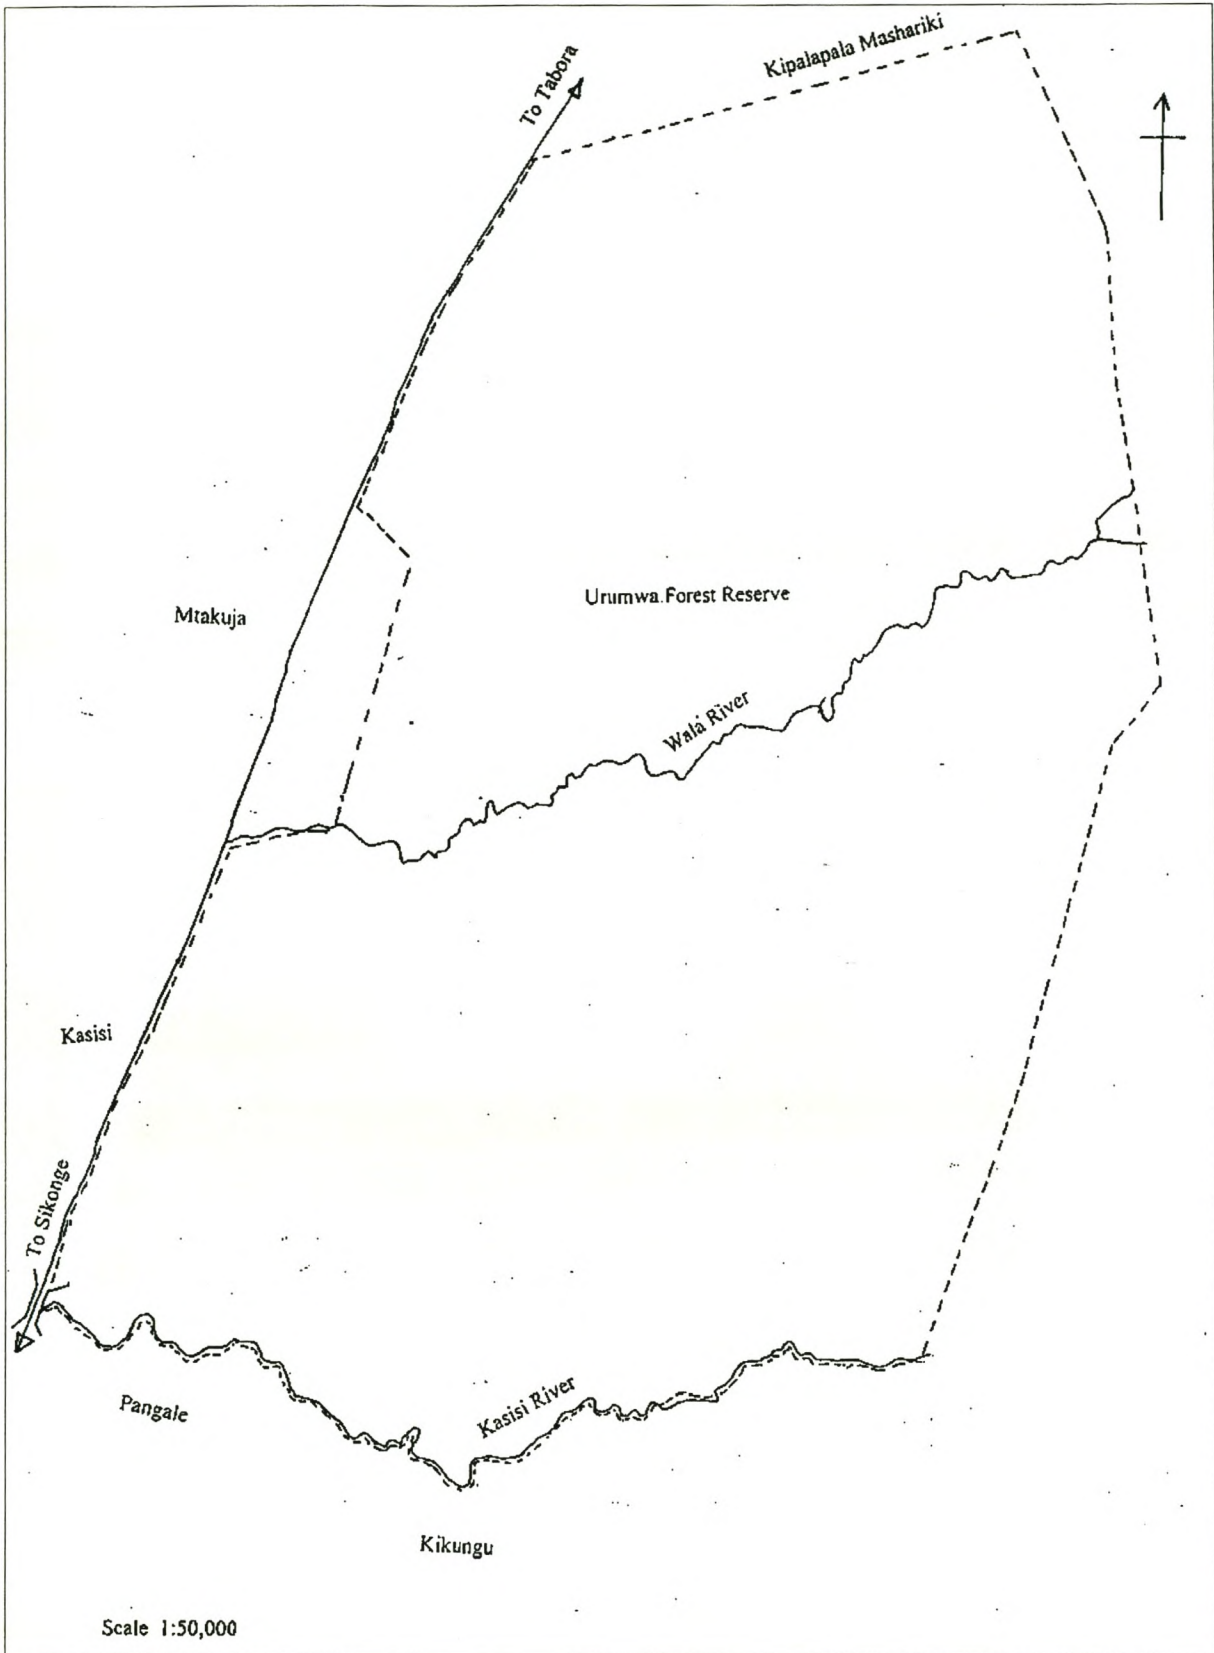 Kipalapala Mashariki
To Tabora
Urumwa Forest Reserve
Mtakuja
Wala River
Kasisi
To Sikonge
Kasisi River
Pangale
Kikungu
Scale 1:50,000